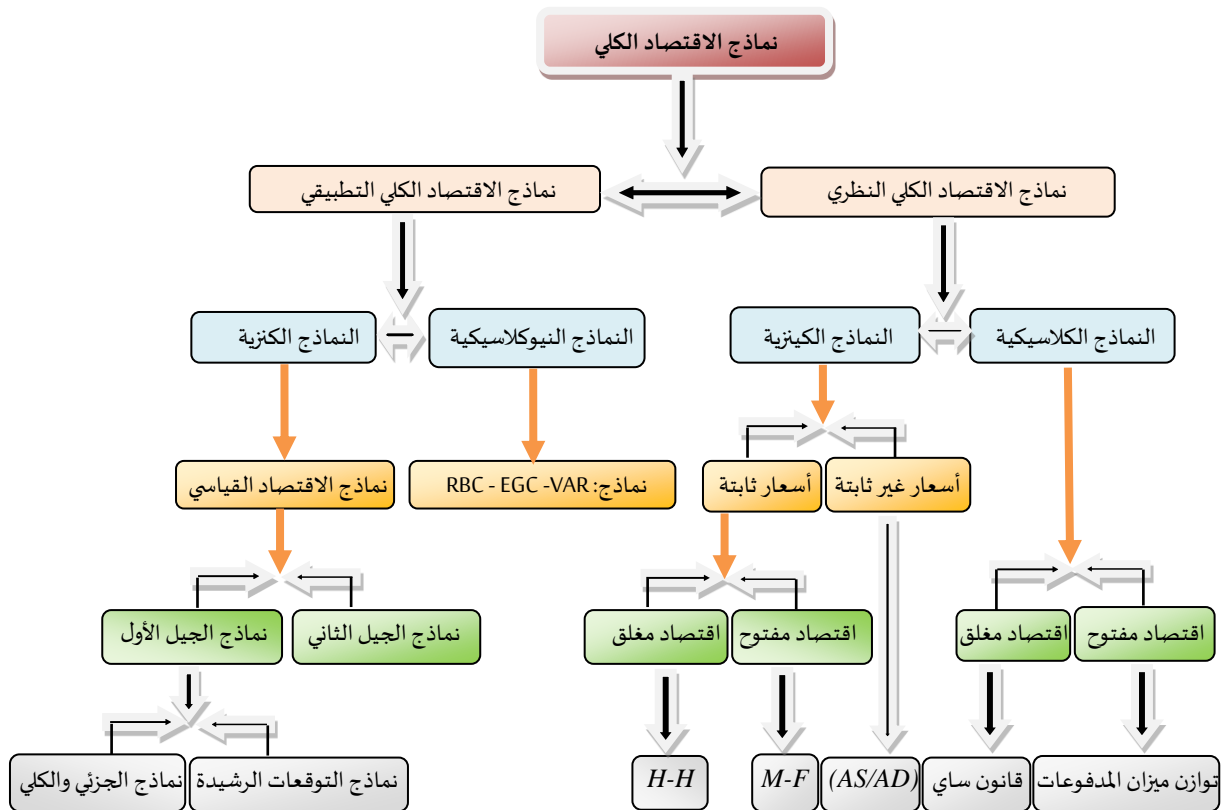 نماذج الاقتصاد الكلي
نماذج الاقتصاد الكلي النظري
نماذج الاقتصاد الكلي التطبيقي
النماذج الكلاسيكية
النماذج الكينزية
النماذج النيوكلاسيكية
النماذج الكنزية
أسعار غير ثابتة
أسعار ثابتة
نماذج: RBC - EGC -VAR
نماذج الاقتصاد القياسي
اقتصاد مفتوح
اقتصاد مغلق
اقتصاد مفتوح
اقتصاد مغلق
نماذج الجيل الثاني
نماذج الجيل الأول
توازن ميزان المدفوعات
قانون ساي
(AS/AD)
M-F
H-H
نماذج التوقعات الرشيدة
نماذج الجزئي والكلي